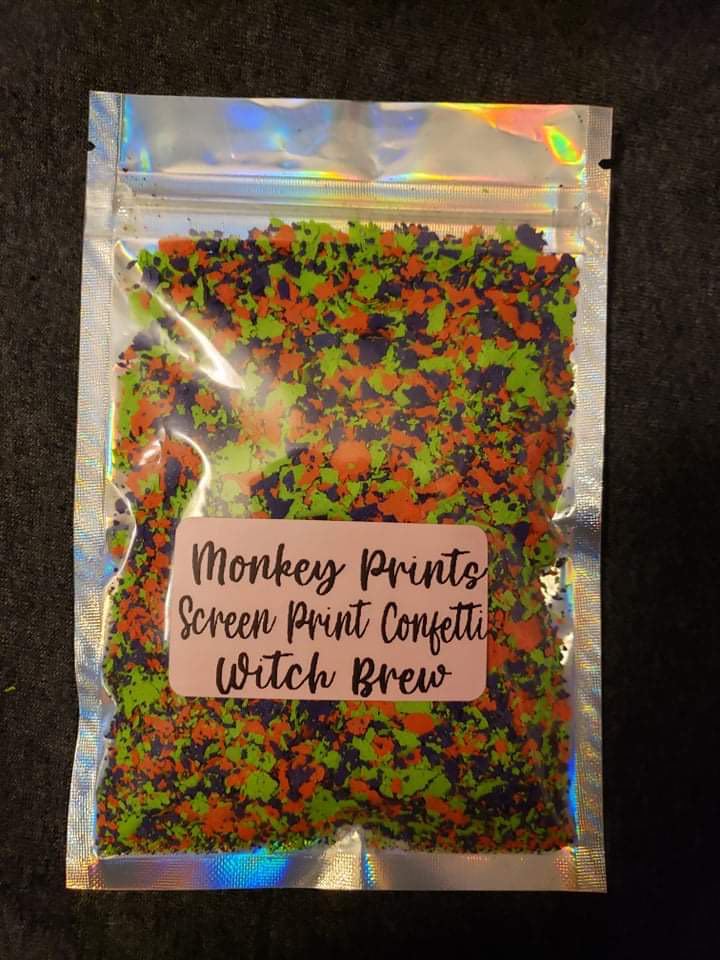 Monkey Prints
Screen Print Confetti
Witch Brew